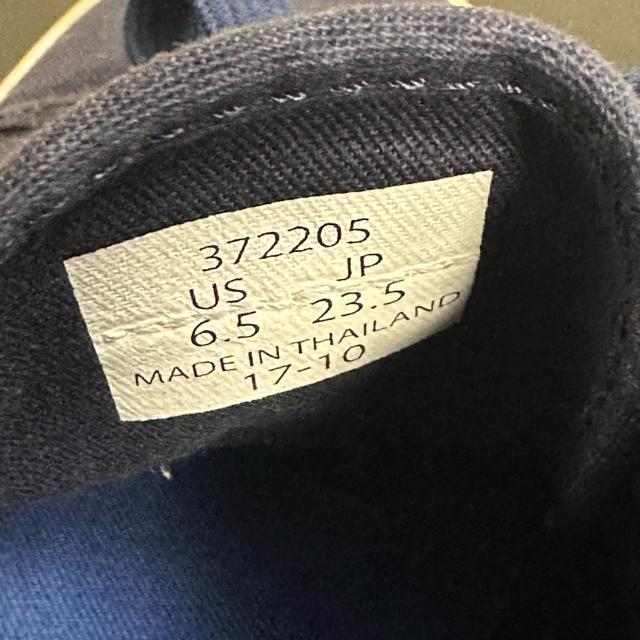 372205
US JP
6.5 23.5
MADE IN THAILAND
17-10